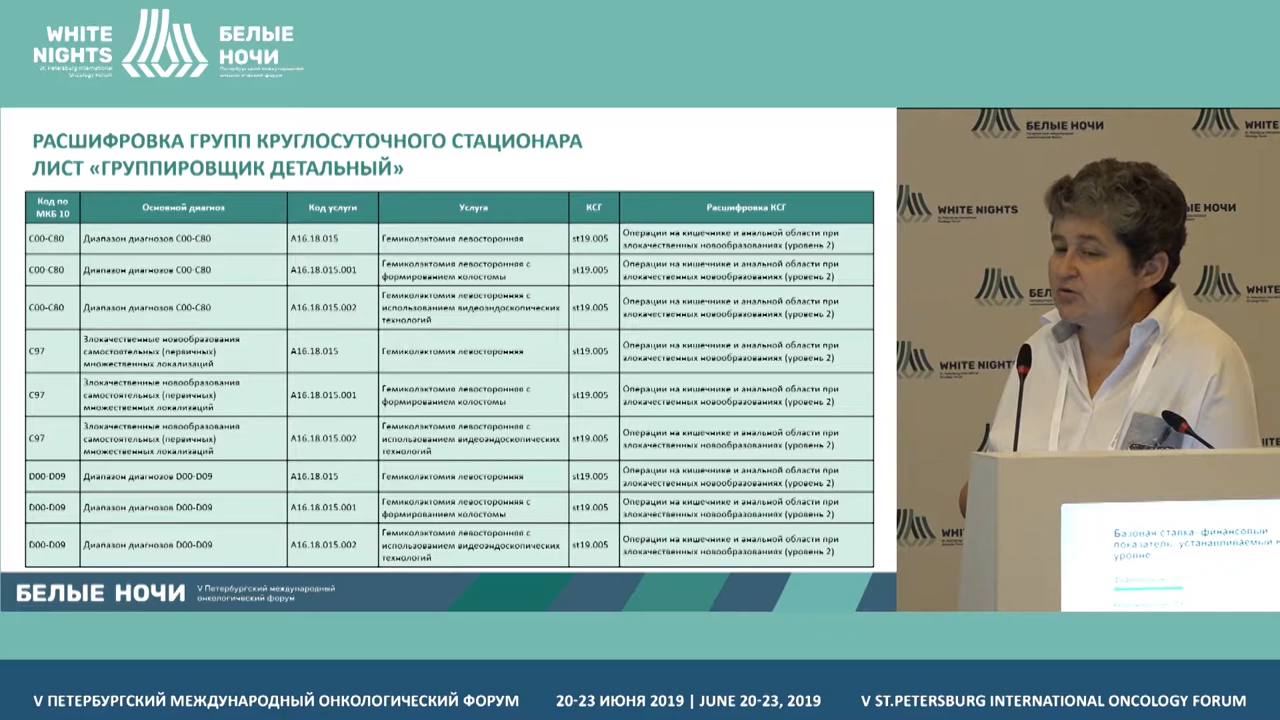 WHITE
NIGHTS
St. Petersburg International
Oncology Forum
БЕЛЫЕ
НОЧИ
Петербургский международный
онкологический форум
РАСШИФРОВКА ГРУПП КРУГЛОСУТОЧНОГО СТАЦИОНАРА
ЛИСТ «ГРУППИРОВЩИК ДЕТАЛЬНЫЙ»
Код по
МКБ 10
Основной диагноз
Код услуги
Услуга
КСГ
Расшифровка КСГ
C00-C80
Диапазон диагнозов C00-C80
A16.18.015
Гемиколэктомия левосторонняя
st19.005
Операции на кишечнике и анальной области при
злокачественных новообразованиях (уровень 2)
C00-C80
Диапазон диагнозов C00-C80
A16.18.015.001
Гемиколэктомия левосторонняя с
формированием колостомы
st19.005
Операции на кишечнике и анальной области при
злокачественных новообразованиях (уровень 2)
C00-C80
Диапазон диагнозов C00-C80
A16.18.015.002
Гемиколэктомия левосторонняя с
использованием видеоэндоскопических
технологий
st19.005
Операции на кишечнике и анальной области при
злокачественных новообразованиях (уровень 2)
C97
Злокачественные новообразования
самостоятельных (первичных)
множественных локализаций
A16.18.015
Гемиколэктомия левосторонняя
st19.005
Операции на кишечнике и анальной области при
злокачественных новообразованиях (уровень 2)
C97
Злокачественные новообразования
самостоятельных (первичных)
множественных локализаций
A16.18.015.001
Гемиколэктомия левосторонняя с
формированием колостомы
st19.005
Операции на кишечнике и анальной области при
злокачественных новообразованиях (уровень 2)
C97
Злокачественные новообразования
самостоятельных (первичных)
множественных локализаций
A16.18.015.002
Гемиколэктомия левосторонняя с
использованием видеоэндоскопических
технологий
st19.005
Операции на кишечнике и анальной области при
злокачественных новообразованиях (уровень 2)
D00-D09
Диапазон диагнозов D00-D09
A16.18.015
Гемиколэктомия левосторонняя
st19.005
Операции на кишечнике и анальной области при
злокачественных новообразованиях (уровень 2)
D00-D09
Диапазон диагнозов D00-D09
A16.18.015.001
Гемиколэктомия левосторонняя с
формированием колостомы
st19.005
Операции на кишечнике и анальной области при
злокачественных новообразованиях (уровень 2)
D00-D09
Диапазон диагнозов D00-D09
A16.18.015.002
Гемиколэктомия левосторонняя с
использованием видеоэндоскопических
технологий
st19.005
Операции на кишечнике и анальной области при
злокачественных новообразованиях (уровень 2)
БЕЛЫЕ НОЧИ
V Петербургский международный
онкологический форум
БЕЛЫЕ НОЧИ
WHITE
WHITE NIGHTS
НОЧИ
WHITE
WHITE
Базовая ставка финансовый
показатель, устанавливаемый
уровне
V ПЕТЕРБУРГСКИЙ МЕЖДУНАРОДНЫЙ ОНКОЛОГИЧЕСКИЙ ФОРУМ
20-23 ИЮНЯ 2019 | JUNE 20-23, 2019
V ST.PETERSBURG INTERNATIONAL ONCOLOGY FORUM